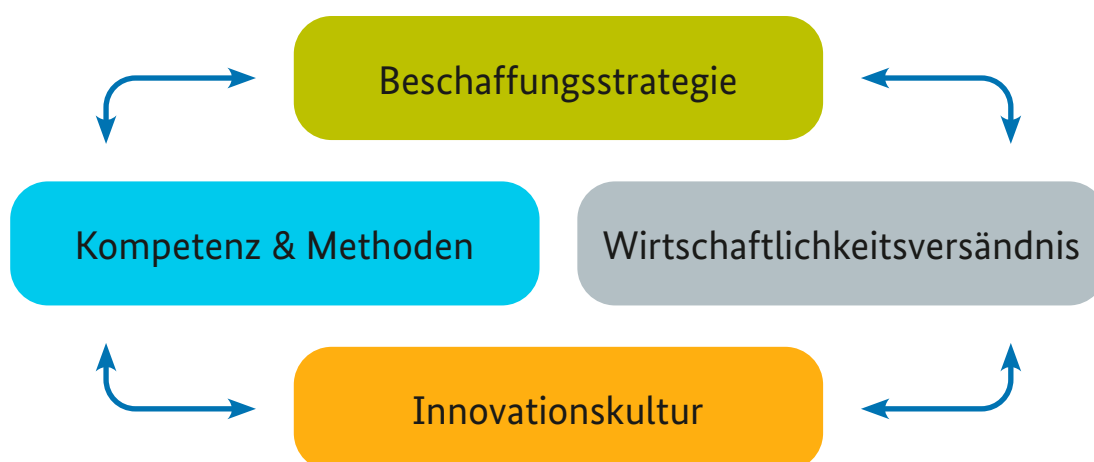 Beschaffungsstrategie
Kompetenz & Methoden
Wirtschaftlichkeitsversändnis
Innovationskultur